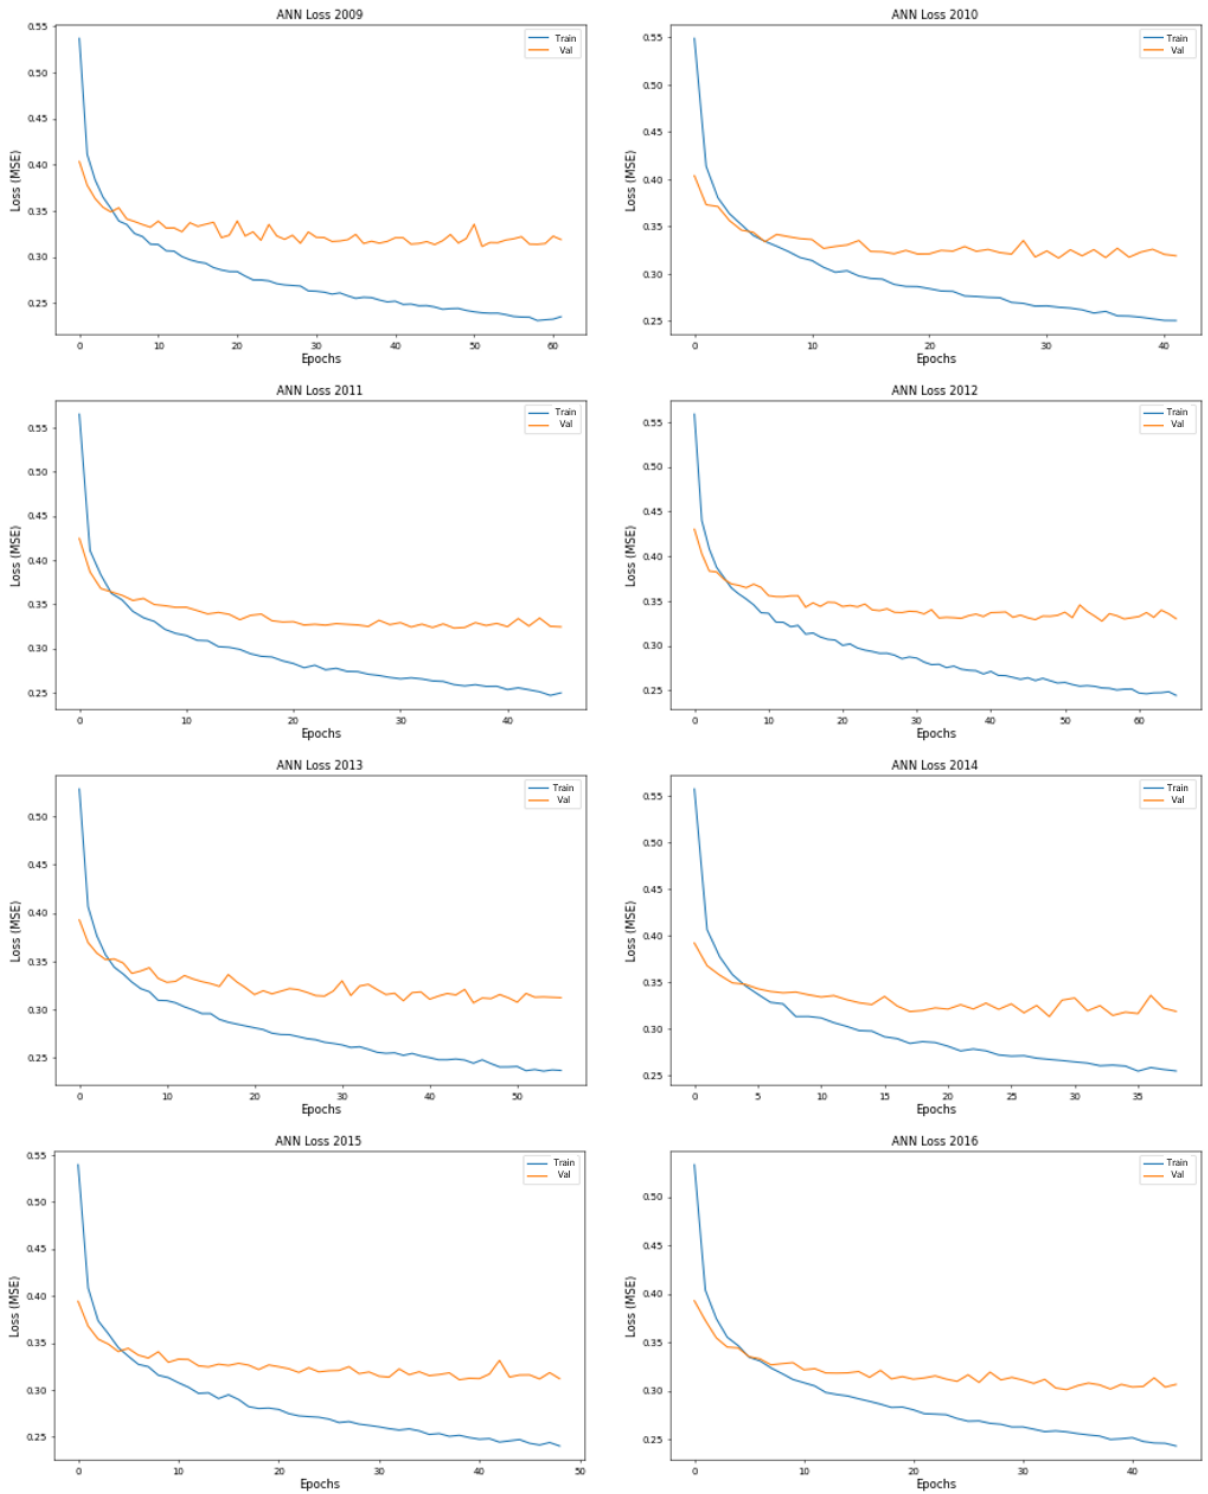 ANN Loss 2009
0.55
0.50
0.45
0.40
0.35
0.30
0.25
Loss (MSE)
Train
Val
0 10 20 30 40 50 60
Epochs
ANN Loss 2010
0.55
0.50
0.45
0.40
0.35
0.30
0.25
Loss (MSE)
Train
Val
0 10 20 30 40
Epochs
ANN Loss 2011
0.55
0.50
0.45
0.40
0.35
0.30
0.25
Loss (MSE)
Train
Val
0 10 20 30 40
Epochs
ANN Loss 2012
0.55
0.50
0.45
0.40
0.35
0.30
0.25
Loss (MSE)
Train
Val
0 10 20 30 40 50 60
Epochs
ANN Loss 2013
0.50
0.45
0.40
0.35
0.30
0.25
Loss (MSE)
Train
Val
0 10 20 30 40 50
Epochs
ANN Loss 2014
0.55
0.50
0.45
0.40
0.35
0.30
0.25
Loss (MSE)
Train
Val
0 5 10 15 20 25 30 35
Epochs
ANN Loss 2015
0.55
0.50
0.45
0.40
0.35
0.30
0.25
Loss (MSE)
Train
Val
0 10 20 30 40 50
Epochs
ANN Loss 2016
0.50
0.45
0.40
0.35
0.30
0.25
Loss (MSE)
Train
Val
0 10 20 30 40
Epochs